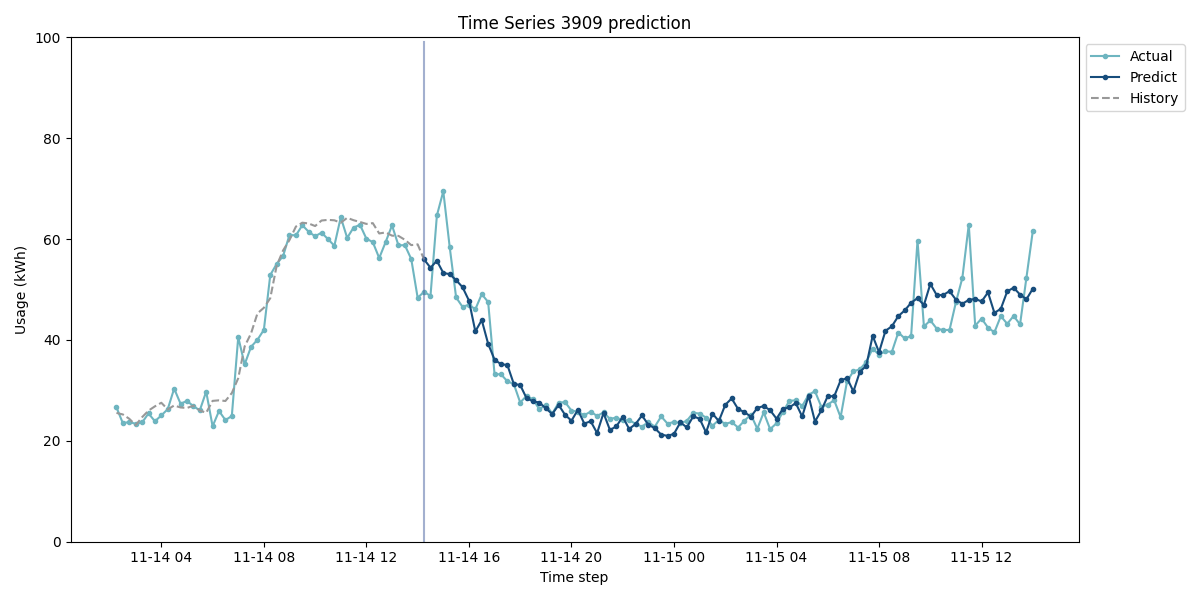 Time Series 3909 prediction
100
80
60
40
20
0
Usage (kWh)
11-14 04
11-14 08
11-14 12
11-14 16
11-14 20
11-15 00
11-15 04
11-15 08
11-15 12
Time step
Actual
Predict
History